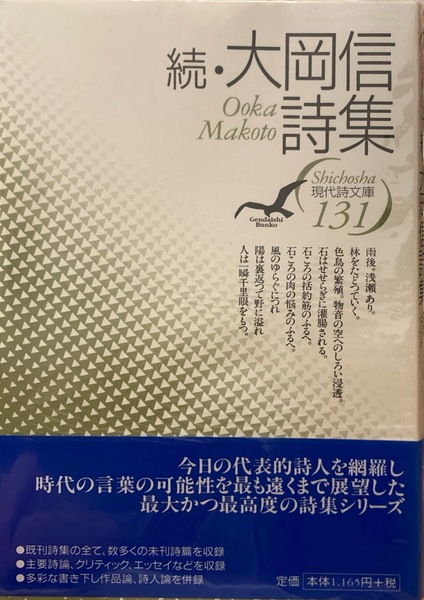 続・大岡信
詩集
Ooka
Makoto
Shichosha
現代詩文庫
131
Gendaishi
Bunko
雨後。浅瀬あり。
林をたどつていく。
色鳥の繁殖。物音の空へのしろい浸透。
石はせせらぎに灌腸される。
石ころの括約筋のふるへ。
石ころの肉の悩みのふるへ。
風のゆらぐにつれ
陽は裏返つて野に溢れ
人は一瞬千里眼をもつ。
今日の代表的詩人を網羅し
時代の言葉の可能性を最も遠くまで展望した
最大かつ最高度の詩集シリーズ
●既刊詩集の全て、数多くの未刊詩篇を収録
●主要詩論、クリティック、エッセイなどを収録
●多彩な書き下し作品論、詩人論を併録
定価 本体1,165円+税